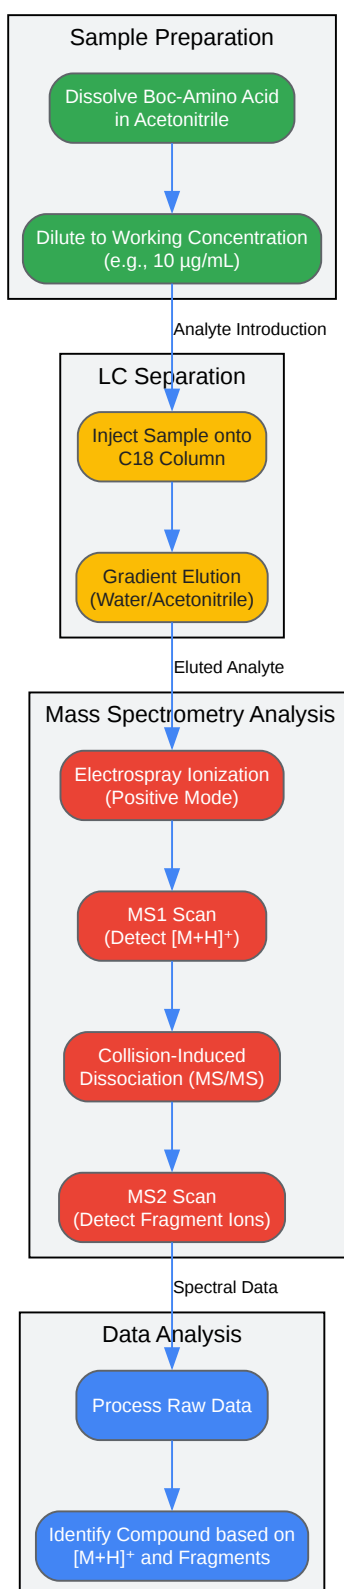 Sample Preparation
Dissolve Boc-Amino Acid
in Acetonitrile
Dilute to Working Concentration
(e.g., 10 µg/mL)
Analyte Introduction
LC Separation
Inject Sample onto
C18 Column
Gradient Elution
(Water/Acetonitrile)
Eluted Analyte
Mass Spectrometry Analysis
Electrospray Ionization
(Positive Mode)
MS1 Scan
(Detect [M+H]⁺)
Collision-Induced
Dissociation (MS/MS)
MS2 Scan
(Detect Fragment Ions)
Spectral Data
Data Analysis
Process Raw Data
Identify Compound based on
[M+H]⁺ and Fragments